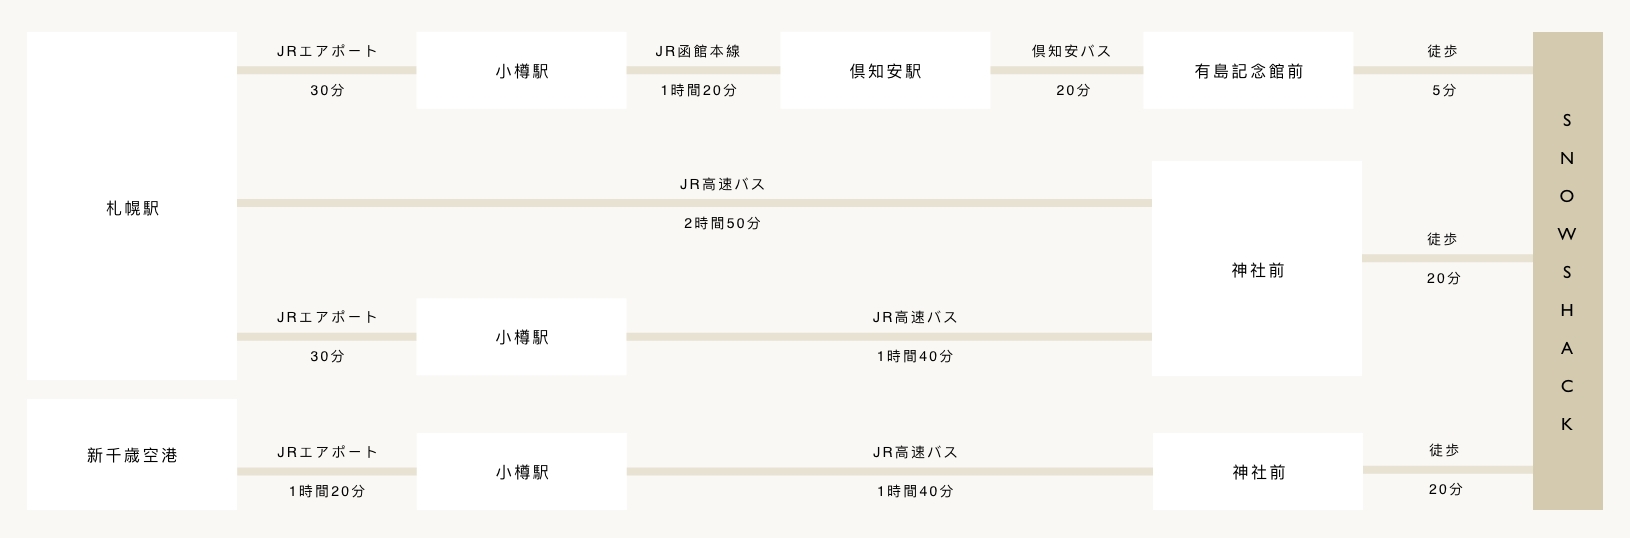 札幌駅
JRエアポート
30分
小樽駅
JR函館本線
1時間20分
倶知安駅
倶知安バス
20分
有島記念館前
徒歩
5分
JR高速バス
2時間50分
JRエアポート
30分
小樽駅
JR高速バス
1時間40分
神社前
徒歩
20分
新千歳空港
JRエアポート
1時間20分
小樽駅
JR高速バス
1時間40分
神社前
徒歩
20分
SNOWSHACK